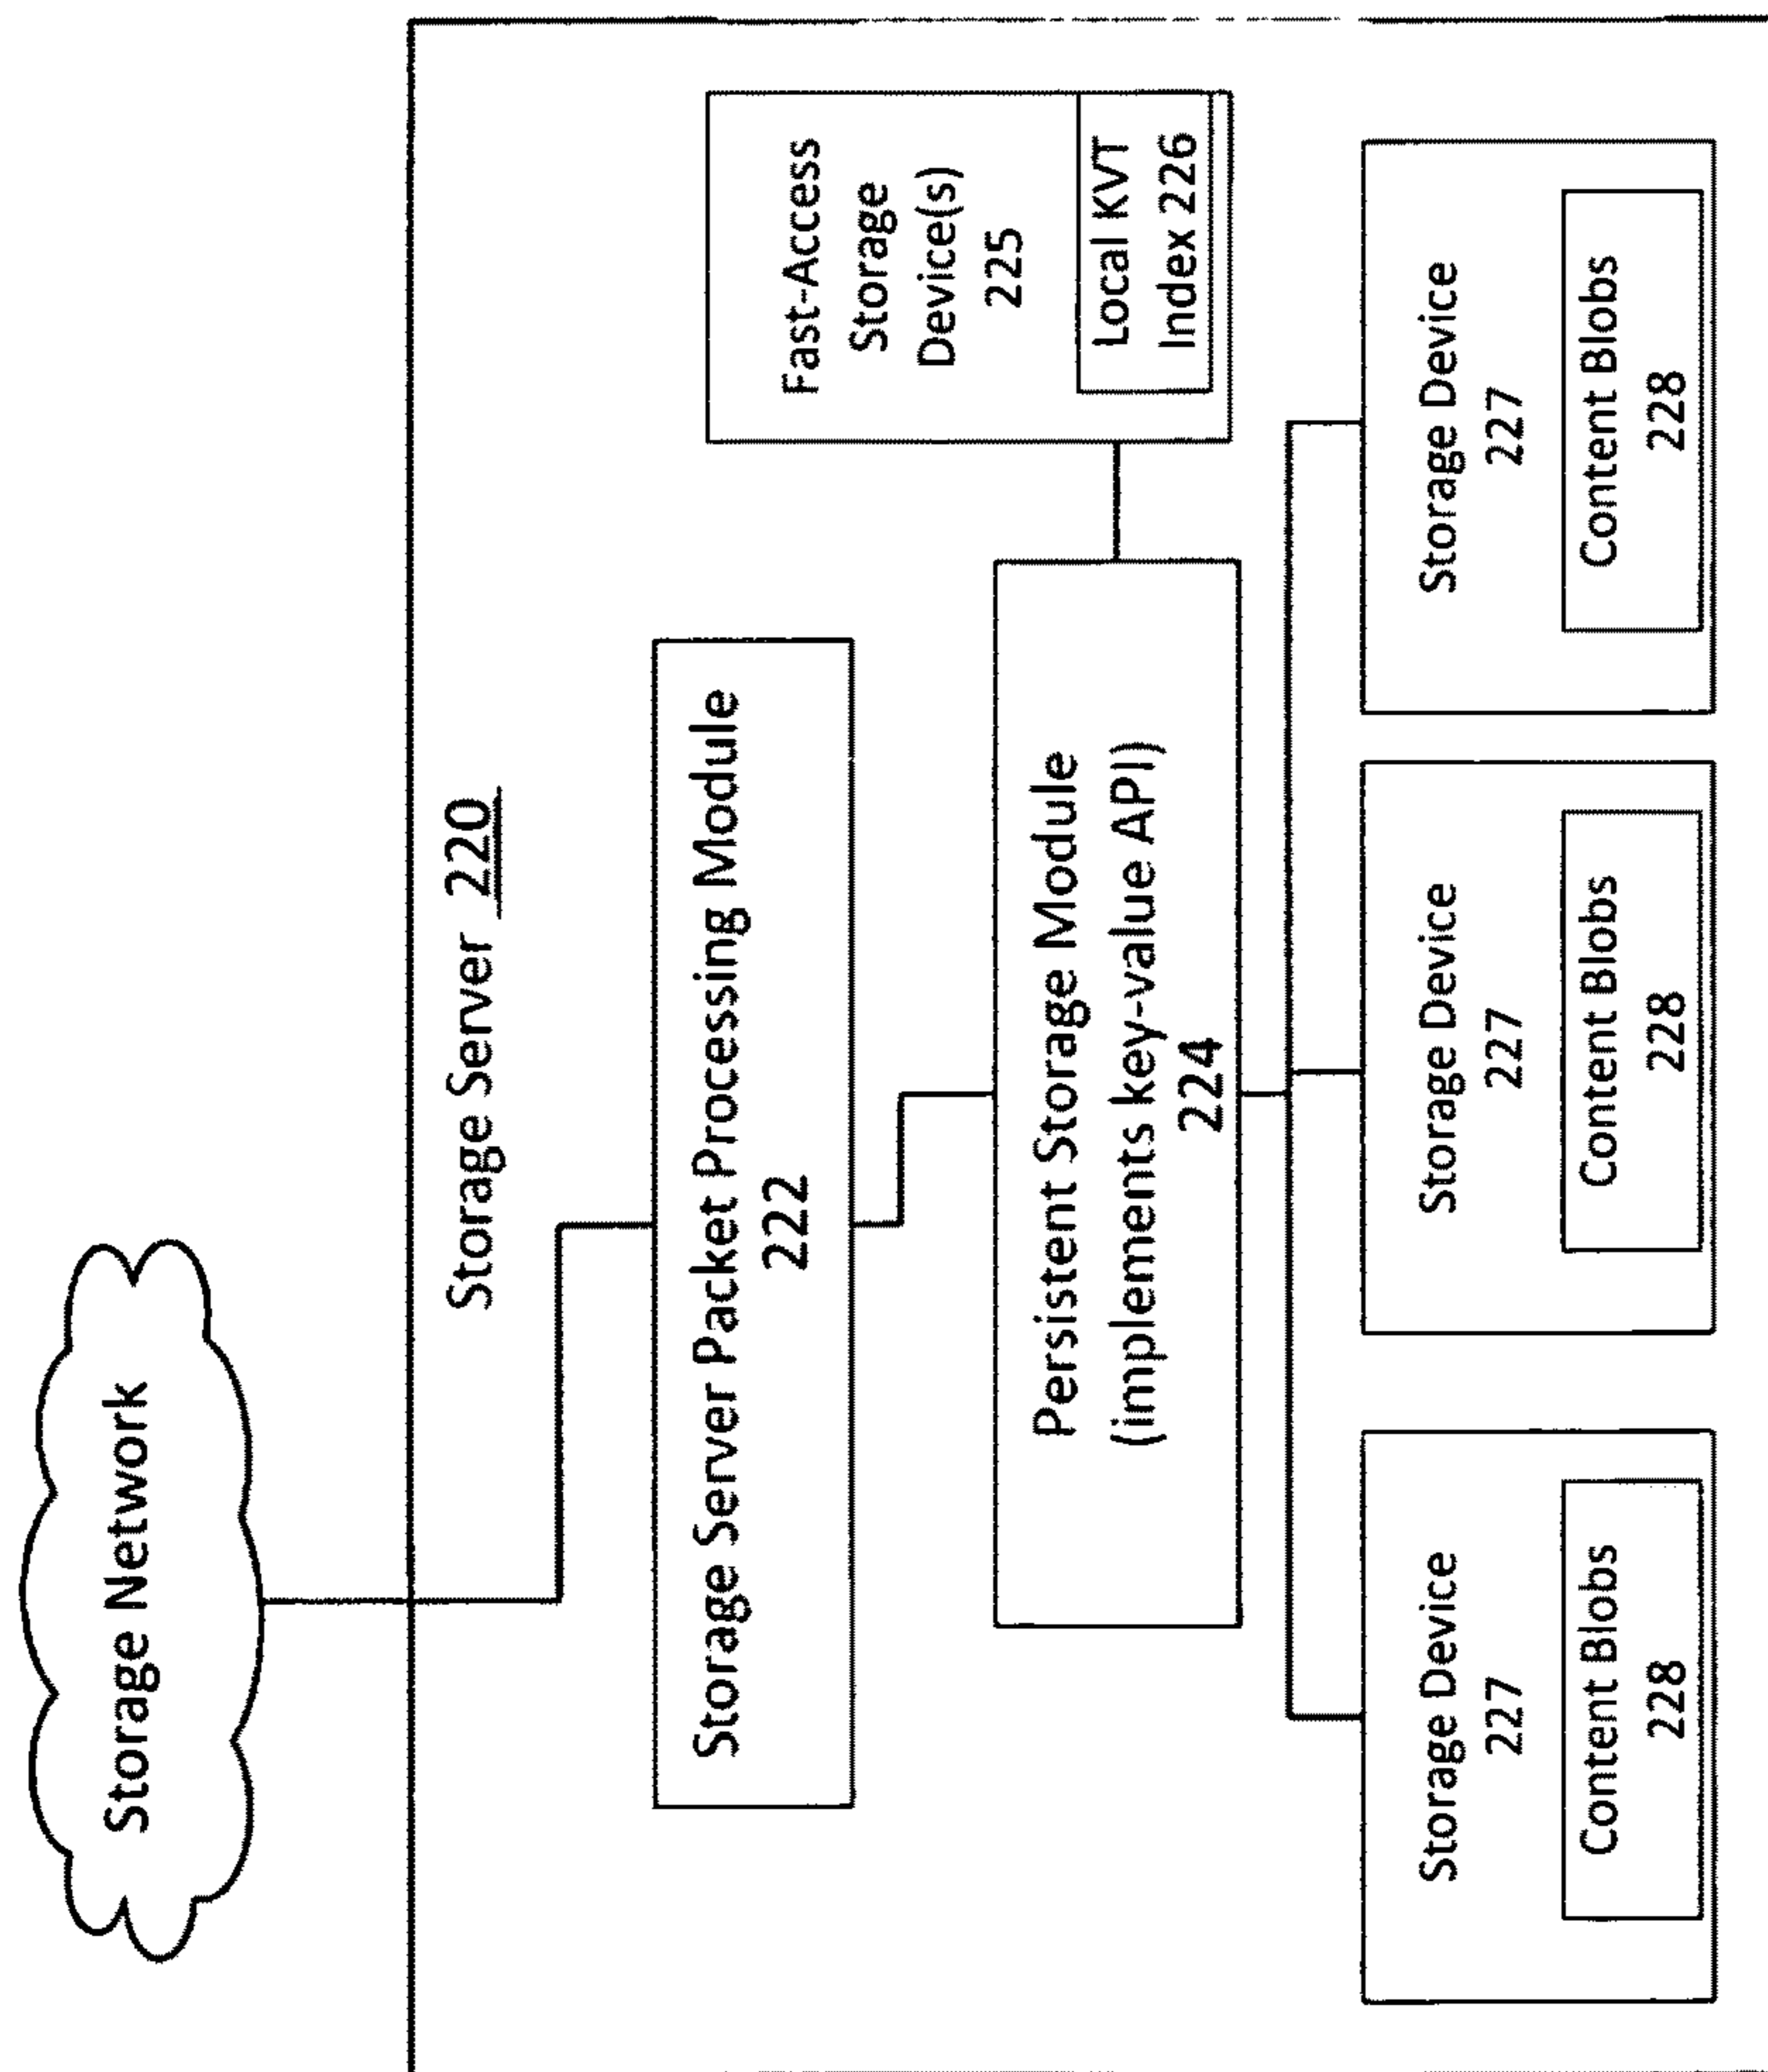 Storage Network
Storage Server 220
Storage Server Packet Processing Module
222
Persistent Storage Module
(implements key-value API)
224
Fast-Access
Storage
Device(s)
225
Local KVT
Index 226
Storage Device
227
Content Blobs
228
Storage Device
227
Content Blobs
228
Storage Device
227
Content Blobs
228